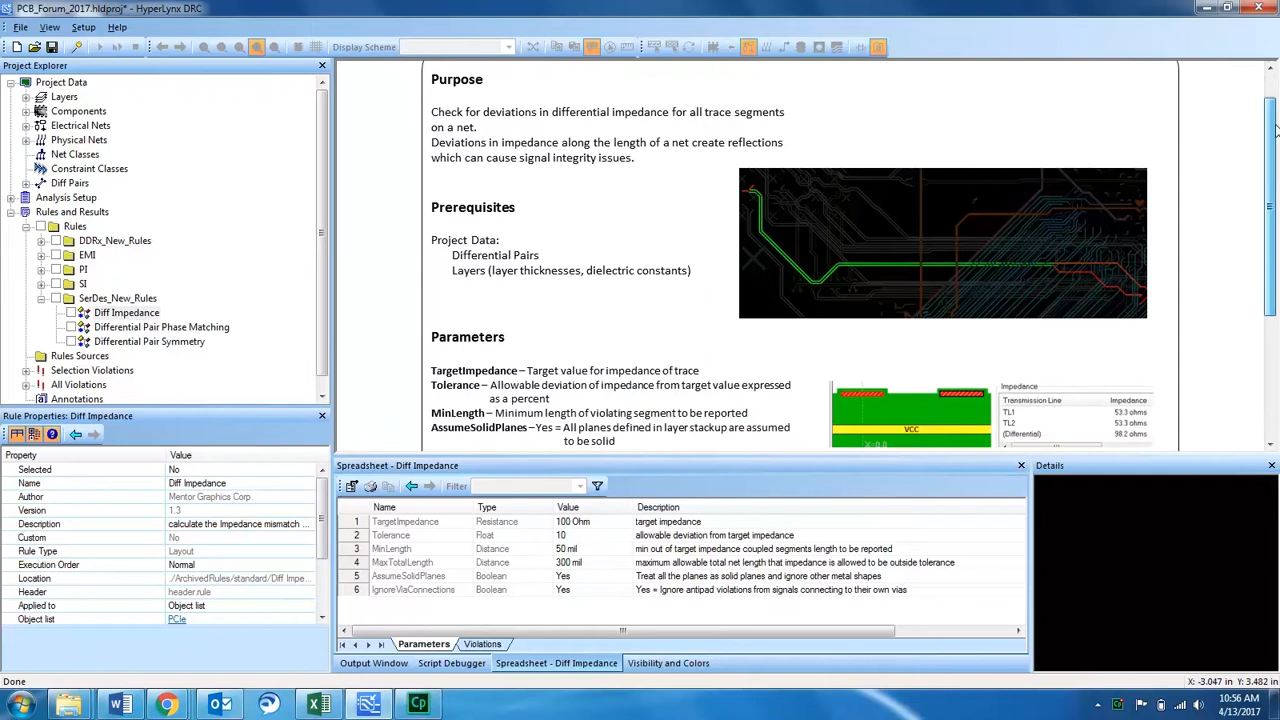 PCB_Forum_2017.hldproj* - HyperLynx DRC
File View Setup Help
Display Scheme
Project Explorer
Project Data
Layers
Components
Electrical Nets
Physical Nets
Net Classes
Constraint Classes
Diff Pairs
Analysis Setup
Rules and Results
Rules
DDRx_New_Rules
EMI
PI
SI
SerDes_New_Rules
Diff Impedance
Differential Pair Phase Matching
Differential Pair Symmetry
Rules Sources
Selection Violations
All Violations
Annotations
Rule Properties: Diff Impedance
Property Value
Selected No
Name Diff Impedance
Author Mentor Graphics Corp.
Version 1.3
Description calculate the Impedance mismatch ...
Custom No
Rule Type Layout
Execution Order Normal
Location ./ArchivedRules/standard/Diff Impe...
Header header.rule
Applied to Object list
Object list PCIe
Purpose
Check for deviations in differential impedance for all trace segments
on a net.
Deviations in impedance along the length of a net create reflections
which can cause signal integrity issues.
Prerequisites
Project Data:
Differential Pairs
Layers (layer thicknesses, dielectric constants)
Parameters
TargetImpedance – Target value for impedance of trace
Tolerance – Allowable deviation of impedance from target value expressed
as a percent
MinLength – Minimum length of violating segment to be reported
AssumeSolidPlanes – Yes = All planes defined in layer stackup are assumed
to be solid
VCC
X=0.0
Impedance
Transmission Line Impedance
TL1 53.3 ohms
TL2 53.3 ohms
(Differential) 98.2 ohms
Spreadsheet - Diff Impedance
Filter
Name Type Value Description
1 TargetImpedance Resistance 100 Ohm target impedance
2 Tolerance Float 10 allowable deviation from target impedance
3 MinLength Distance 50 mil min out of target impedance coupled segments length to be reported
4 MaxTotalLength Distance 300 mil maximum allowable total net length that impedance is allowed to be outside tolerance
5 AssumeSolidPlanes Boolean Yes Treat all the planes as solid planes and ignore other metal shapes
6 IgnoreViaConnections Boolean Yes Yes = Ignore antipad violations from signals connecting to their own vias
Parameters Violations
Output Window Script Debugger Spreadsheet - Diff Impedance Visibility and Colors
Details
Done
X: -3.047 in Y: 3.482 in
Cp
10:56 AM
4/13/2017